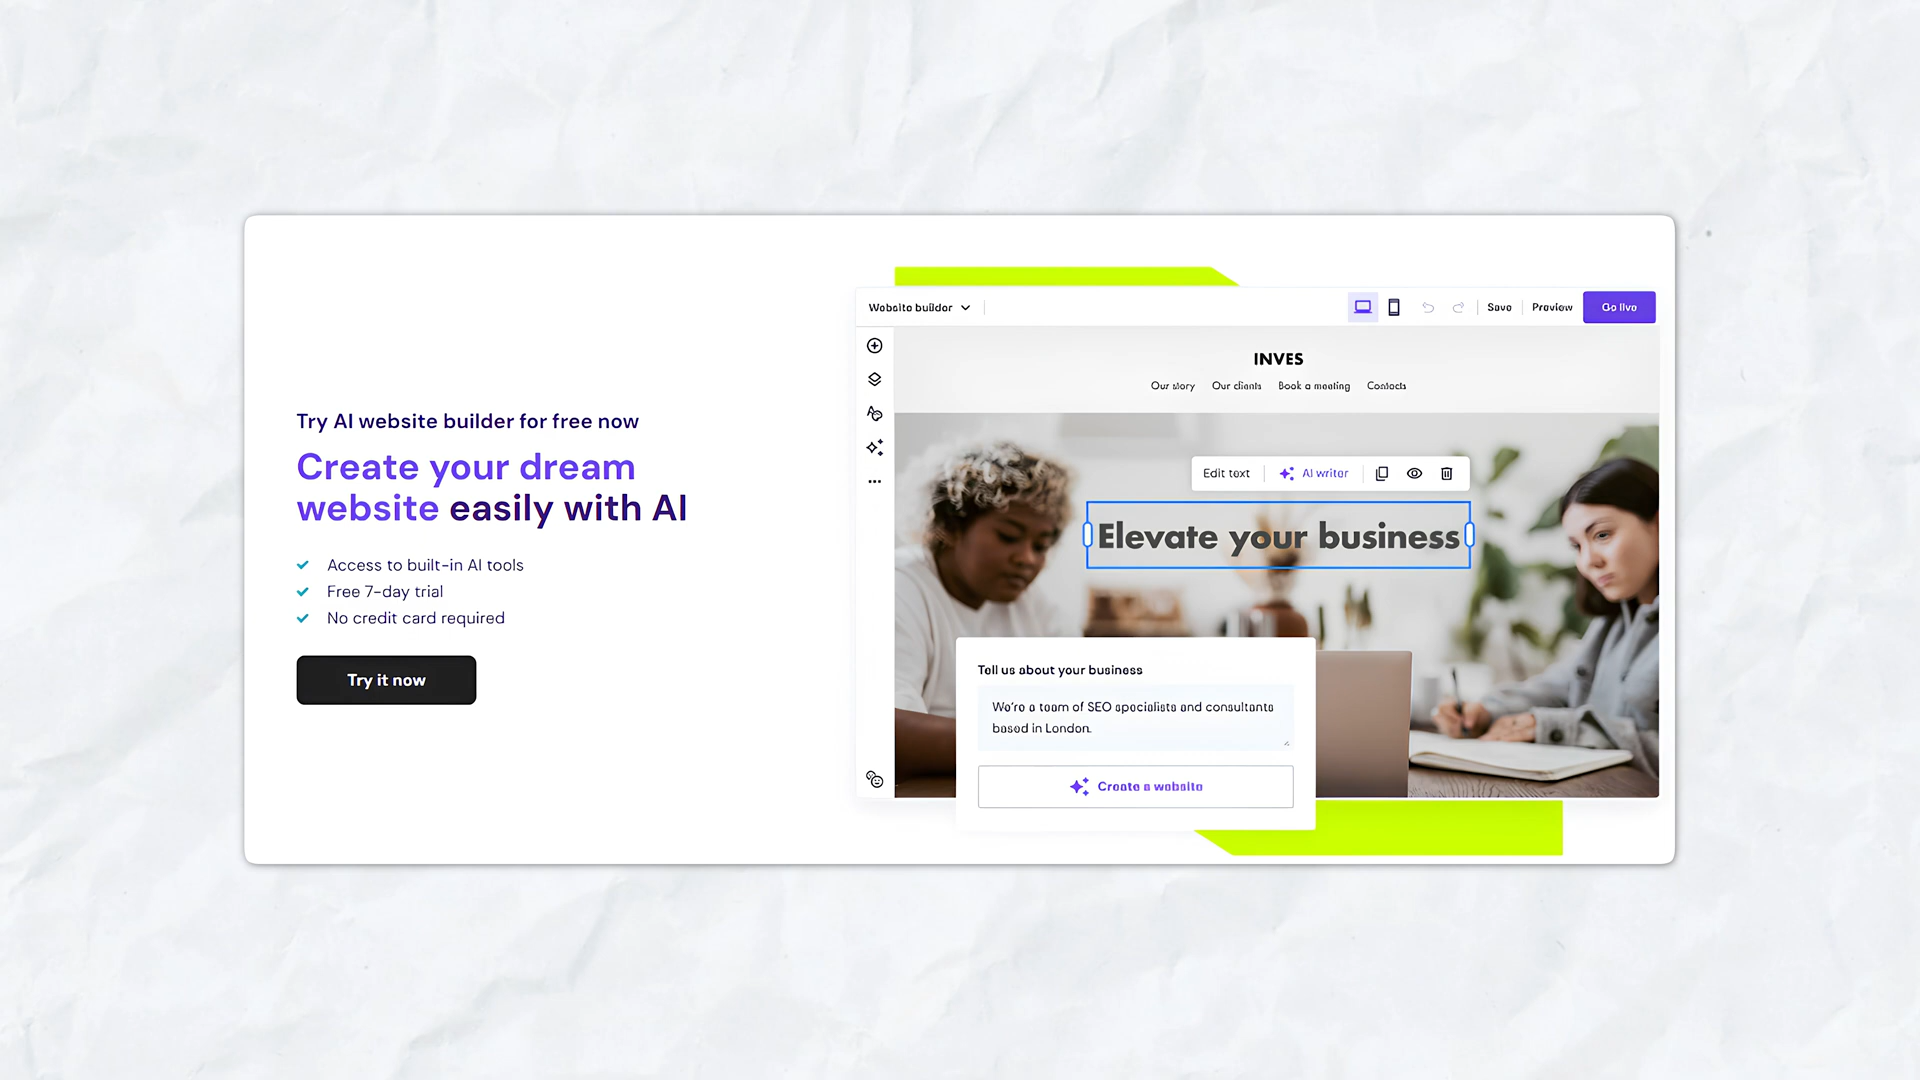 Try AI website builder for free now
Create your dream
website easily with AI
Access to built-in AI tools
Free 7-day trial
No credit card required
Try it now
Website builder
Save
Preview
Go live
INVES
Our story
Our clients
Book a meeting
Contacts
Edit text
AI writer
Elevate your business
Tell us about your business
We're a team of SEO specialists and consultants
based in London.
Create a website